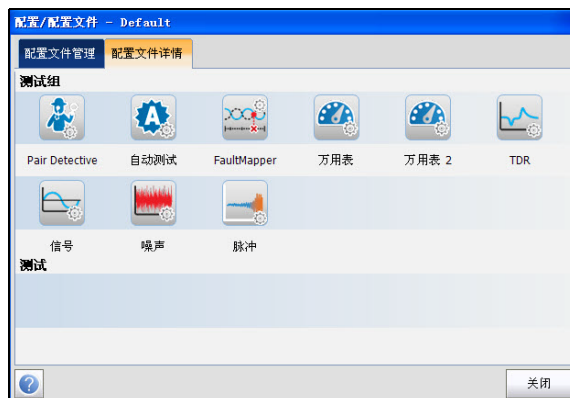 配置/配置文件 - Default
配置文件管理 配置文件详情
测试组
Pair Detective 自动测试 FaultMapper 万用表 万用表 2 TDR
信号 噪声 脉冲
测试
关闭